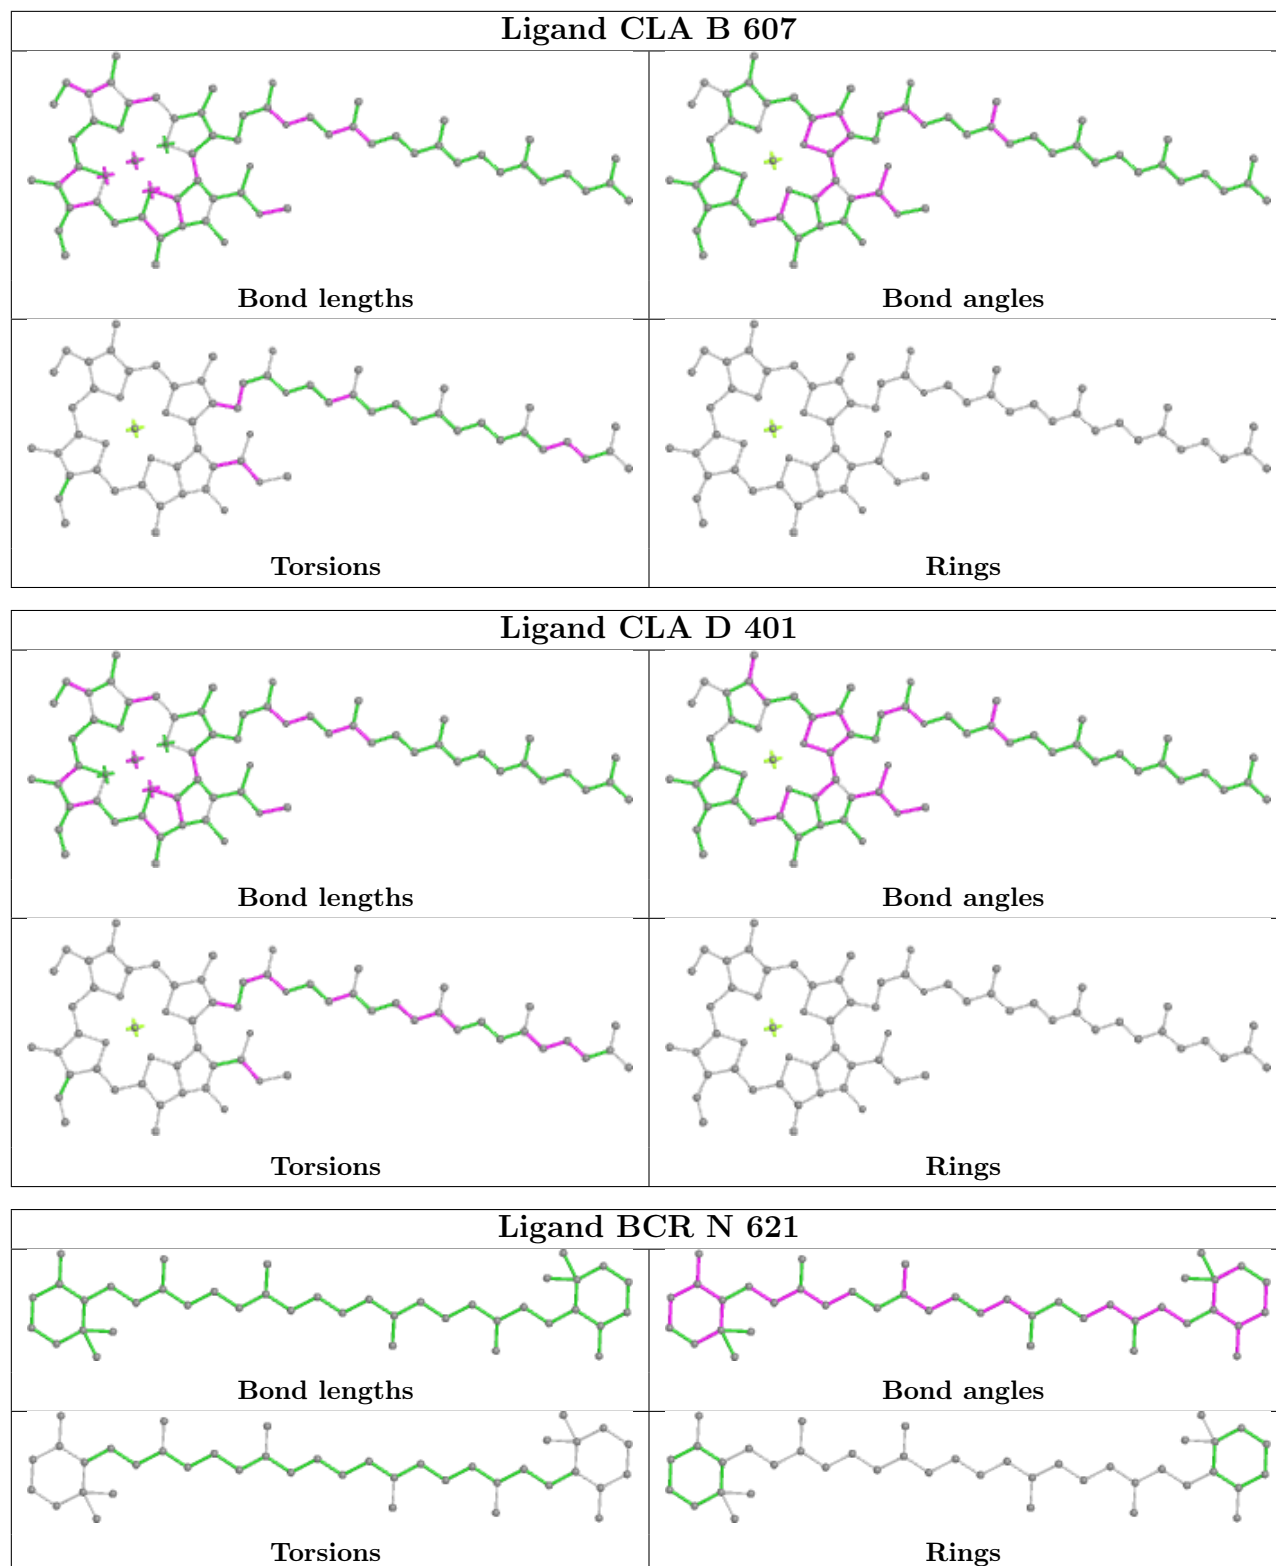 Ligand CLA B 607
Bond lengths
Bond angles
Torsions
Rings
Ligand CLA D 401
Bond lengths
Bond angles
Torsions
Rings
Ligand BCR N 621
Bond lengths
Bond angles
Torsions
Rings